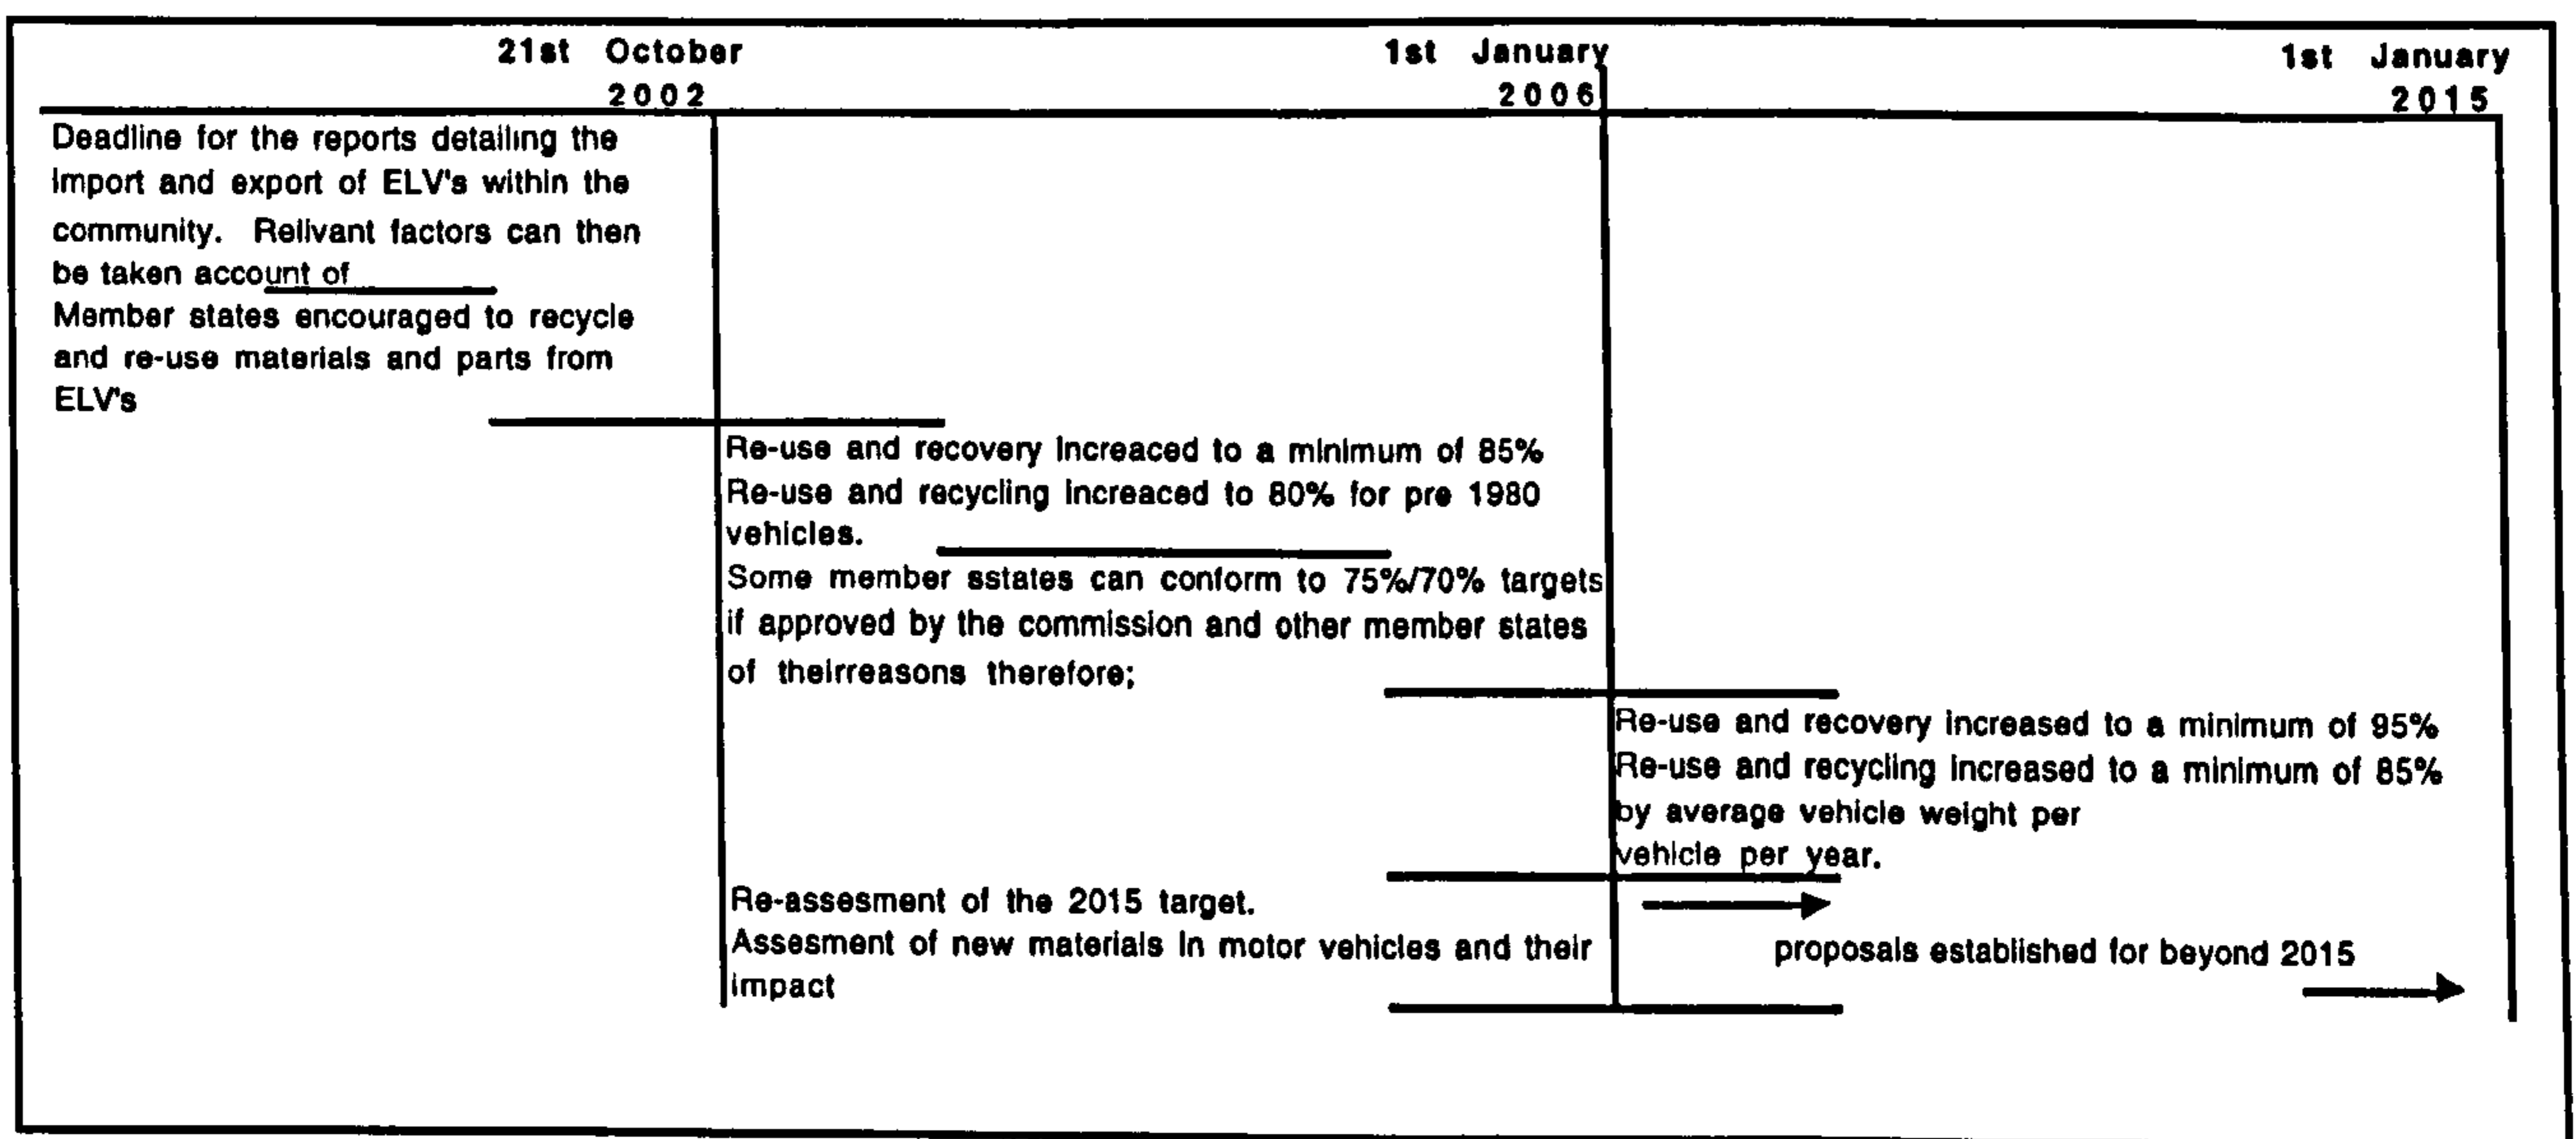 21st October
2002
1st January
2006
1st January
2015
Deadline for the reports detailing the
import and export of ELV's within the
community. Relivant factors can then
be taken account of
Member states encouraged to recycle
and re-use materials and parts from
ELV's
Re-use and recovery increaced to a minimum of 85%
Re-use and recycling increaced to 80% for pre 1980
vehicles.
Some member sstates can conform to 75%/70% targets
if approved by the commission and other member states
of theirreasons therefore;
Re-use and recovery increased to a minimum of 95%
Re-use and recycling increased to a minimum of 85%
by average vehicle weight per
vehicle per year.
Re-assesment of the 2015 target.
Assesment of new materials in motor vehicles and their
impact
proposals established for beyond 2015